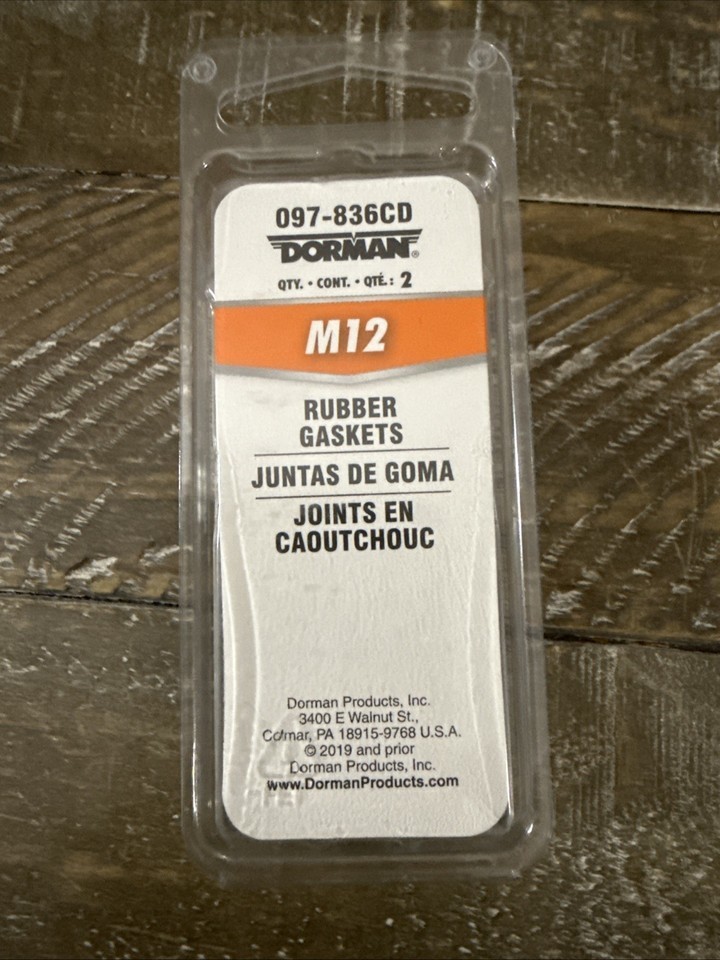 097-836CD
DORMAN®
QTY. • CONT. • QTÉ.: 2
M12
RUBBER
GASKETS
JUNTAS DE GOMA
JOINTS EN
CAOUTCHOUC
Dorman Products, Inc.
3400 E Walnut St.,
Colmar, PA 18915-9768 U.S.A.
© 2019 and prior
Dorman Products, Inc.
www.DormanProducts.com